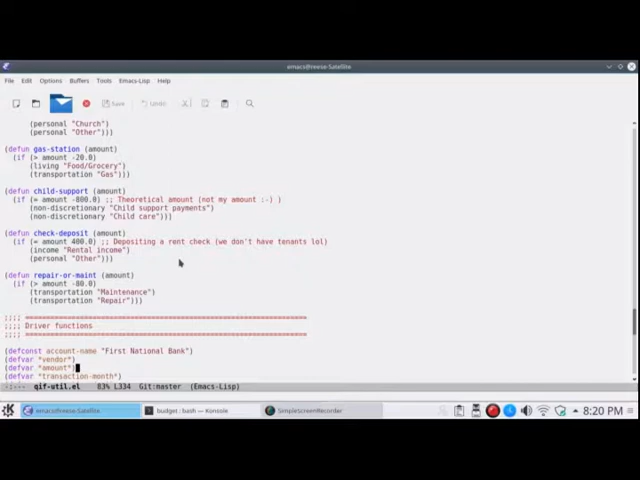 emacs@reese-Satellite
File Edit Options Buffers Tools Emacs-Lisp Help
Save Undo
(personal "Church")
(personal "Other")))
(defun gas-station (amount)
(if (> amount -20.0)
(living "Food/Grocery")
(transportation "Gas")))
(defun child-support (amount)
(if (= amount -800.0) ;; Theoretical amount (not my amount :-) )
(non-discretionary "Child support payments")
(non-discretionary "Child care")))
(defun check-deposit (amount)
(if (= amount 400.0) ;; Depositing a rent check (we don't have tenants lol)
(income "Rental income")
(personal "Other")))
(defun repair-or-maint (amount)
(if (> amount -80.0)
(transportation "Maintenance")
(transportation "Repair")))
;;;; ============================================================
;;;; Driver functions
;;;; ============================================================
(defconst account-name "First National Bank")
(defvar *vendor*)
(defvar *amount*)
(defvar *transaction-month*)
-:--- qif-util.el 83% L334 Git:master (Emacs-Lisp)
emacs@reese-Satellite budget : bash — Konsole SimpleScreenRecorder 8:20 PM